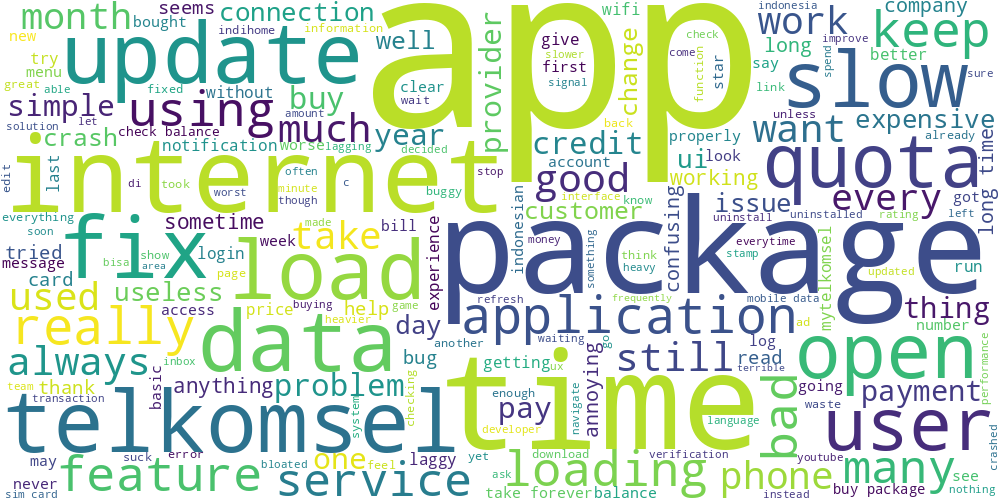 month
seems
connection
wifi
indonesia
company
new
bought
indihome
information
provider
give
check
work
keep
app
try
menu
update
well
slower
come
long
better
great
able
fixed
without
clear
first
change
star
function
say
improve
spend
slow
sure
simple
using
buy
wait
signal
link
solution
let
amount
much
back
unless
expensive
crash
check balance
year
credit
properly
want
already
last
notification
worse
lagging
decided
account
ui
look
quota
long time
edit
internet
di
took
often
c
stop
good
working
issue
every
got
worst
minute
though
buggy
interface
know
uninstall
uninstalled
rating
left
everything
sometime
made
customer
soon
fix
take
bill
experience
indonesian
money
something
confusing
everytime
stamp
tried
bisa
show
area
week
login
think
heavy
run
message
load
package
mytelkomsel
updated
card
access
page
used
useless
buying
price
help
game
refresh
frequently
mobile data
ad
thing
number
really
data
heavier
day
application
waiting
go
log
always
inbox
another
bug
getting
ux
annoying
still
read
terrible
open
performance
team
thank
basic
anything
problem
checking
enough
navigate
bad
going
payment
transaction
telkomsel
system
time
pay
developer
language
waste
user
may
suck
error
one
feel
laggy
yet
download
verification
youtube
many
crashed
never
feature
bloated
service
ask
loading
phone
see
nothing
sim card
take forever
balance
instead
buy package